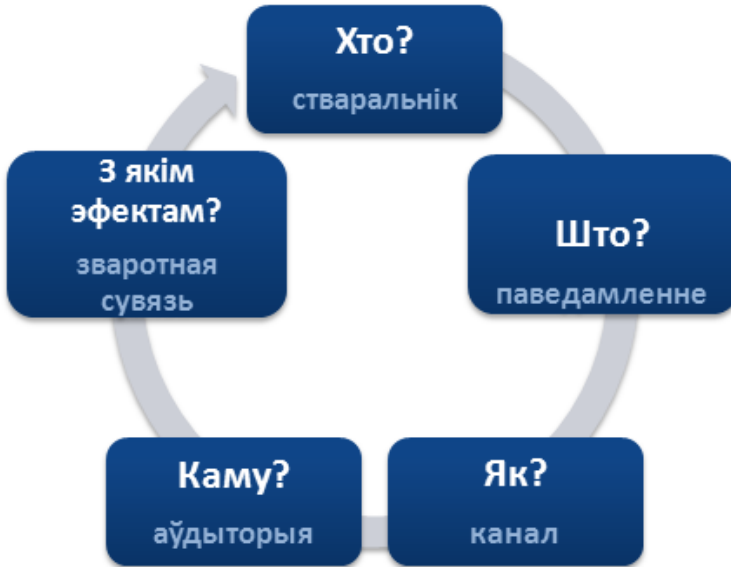 Хто?
стваральнік
Што?
паведамленне
Як?
канал
Каму?
аўдыторыя
З якім
эфектам?
зваротная
сувязь